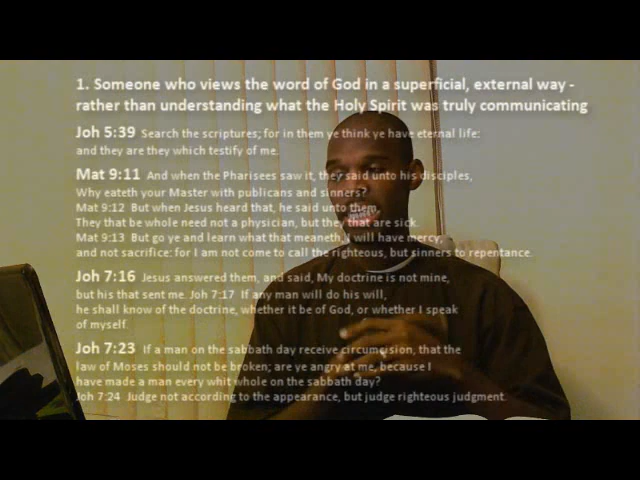 1. Someone who views the word of God in a superficial, external way -
rather than understanding what the Holy Spirit was truly communicating
Joh 5:39 Search the scriptures; for in them ye think ye have eternal life:
and they are they which testify of me.
Mat 9:11 And when the Pharisees saw it, they said unto his disciples,
Why eateth your Master with publicans and sinners?
Mat 9:12 But when Jesus heard that, he said unto them,
They that be whole need not a physician, but they that are sick.
Mat 9:13 But go ye and learn what that meaneth, I will have mercy,
and not sacrifice: for I am not come to call the righteous, but sinners to repentance.
Joh 7:16 Jesus answered them, and said, My doctrine is not mine,
but his that sent me. Joh 7:17 If any man will do his will,
he shall know of the doctrine, whether it be of God, or whether I speak
of myself.
Joh 7:23 If a man on the sabbath day receive circumcision, that the
law of Moses should not be broken; are ye angry at me, because I
have made a man every whit whole on the sabbath day?
Joh 7:24 Judge not according to the appearance, but judge righteous judgment.